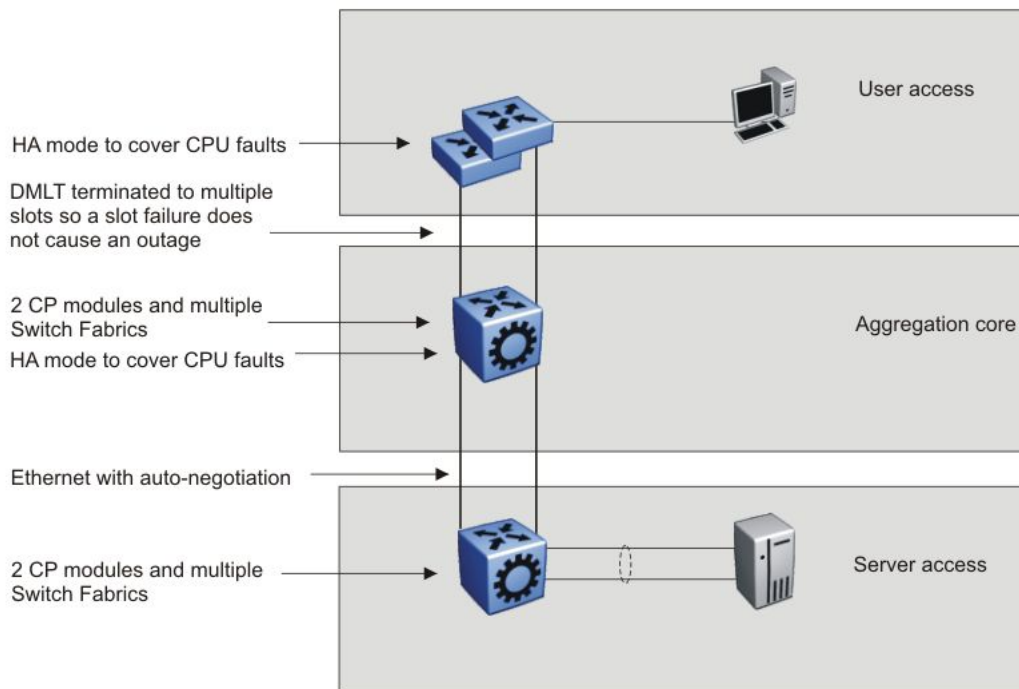 User access
HA mode to cover CPU faults
DMLT terminated to multiple
slots so a slot failure does
not cause an outage
2 CP modules and multiple
Switch Fabrics
HA mode to cover CPU faults
Aggregation core
Ethernet with auto-negotiation
2 CP modules and multiple
Switch Fabrics
Server access